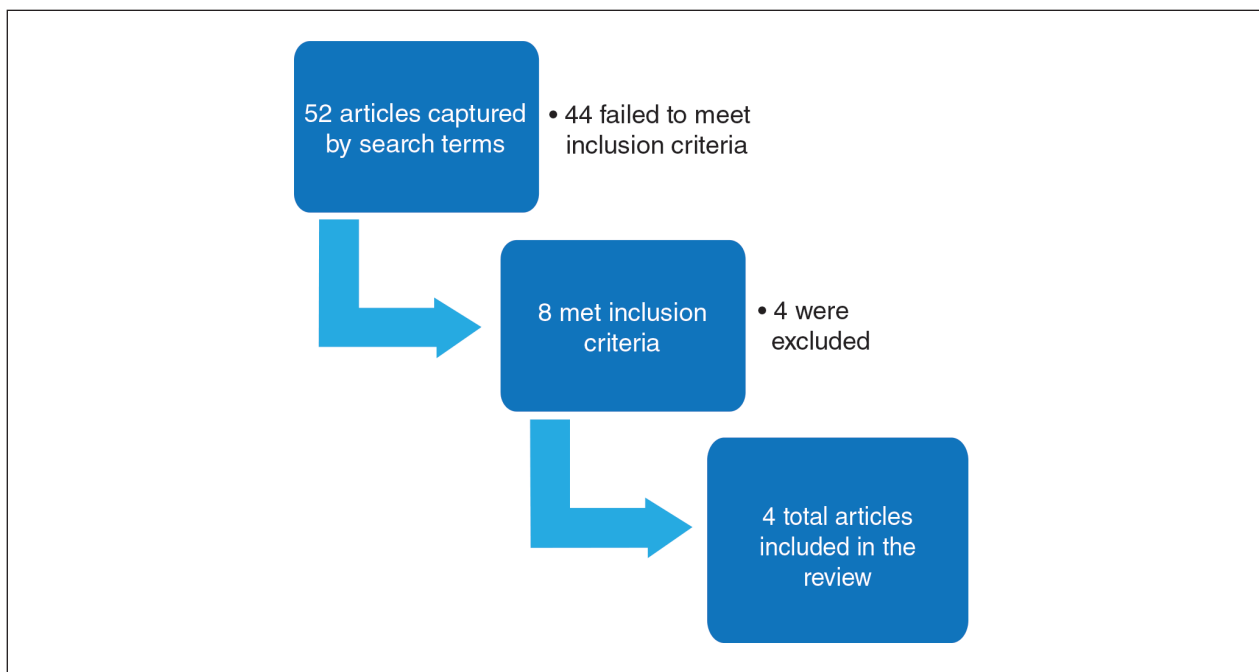 52 articles captured
by search terms
• 44 failed to meet
inclusion criteria
8 met inclusion
criteria
• 4 were
excluded
4 total articles
included in the
review